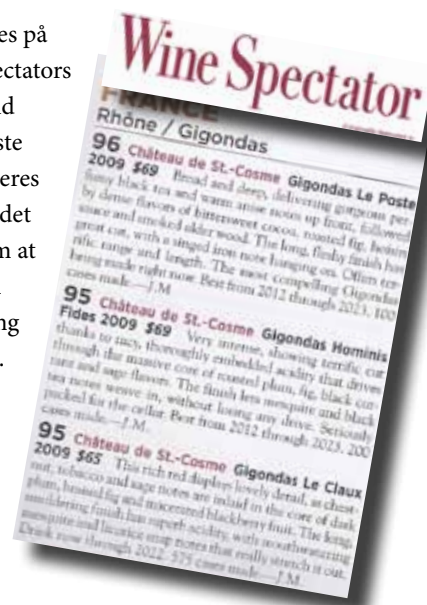 es på
ectators
d
ste
eres
det
m at
ng
.
Wine Spectator
FRANCE
Rhône / Gigondas
96 Château de St.-Cosme Gigondas Le Poste
2009 $69 Broad and deep, delivering gorgeous per-
fumy black tea and warm anise notes up front, followed
by dense flavors of bittersweet cocoa, roasted fig, hoisin
sauce and smoked alder wood. The long, fleshy finish has
great cut, with a singed iron note hanging on. Offers ter-
rific range and length. The most compelling Gigondas
being made right now. Best from 2012 through 2023. 100
cases made.—J.M.
95 Château de St.-Cosme Gigondas Hominis
Fides 2009 $69 Very intense, showing terrific cut
thanks to racy, thoroughly embedded acidity that drives
through the massive core of roasted plum, fig, black cur-
rant and sage flavors. The finish lets mesquite and black
tea notes weave in, without losing any drive. Seriously
packed for the cellar. Best from 2012 through 2023. 200
cases made.—J.M.
95 Château de St.-Cosme Gigondas Le Claux
2009 $65 This rich red displays lovely detail, as chest-
nut, tobacco and sage notes are inlaid in the core of dark
plum, braised fig and macerated blackberry fruit. The long,
smoldering finish has superb acidity, with mouthwatering
mesquite and licorice snap notes that really stretch it out.
Drink now through 2022. 575 cases made.—J.M.